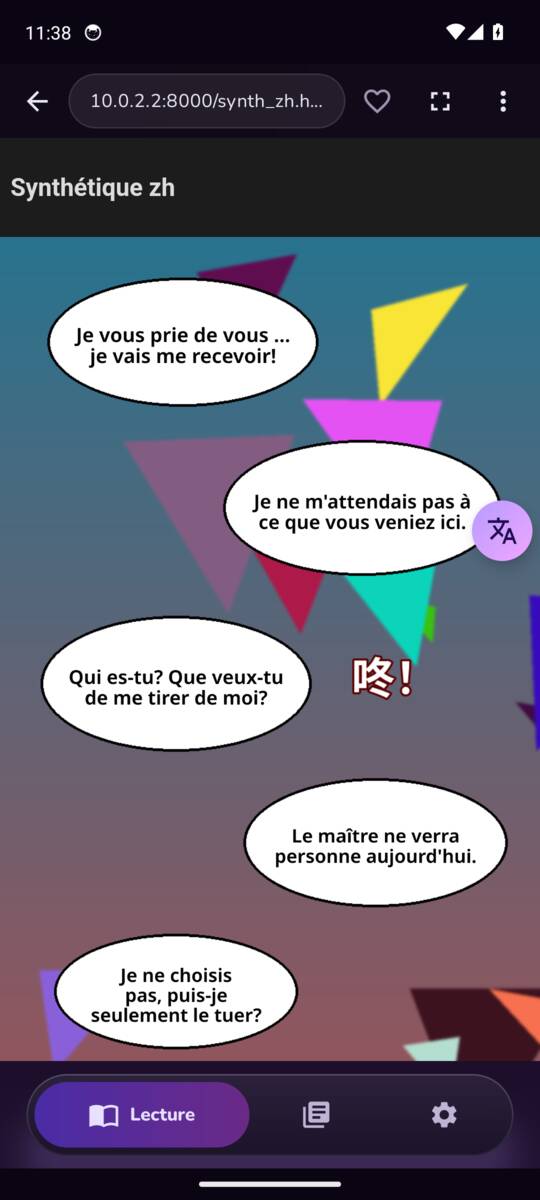 11:38
10.0.2.2:8000/synth_zh.h...
Synthétique zh
Je vous prie de vous ...
je vais me recevoir!
Je ne m'attendais pas à
ce que vous veniez ici.
Qui es-tu? Que veux-tu
de me tirer de moi?
咚!
Le maître ne verra
personne aujourd'hui.
Je ne choisis
pas, puis-je
seulement le tuer?
Lecture